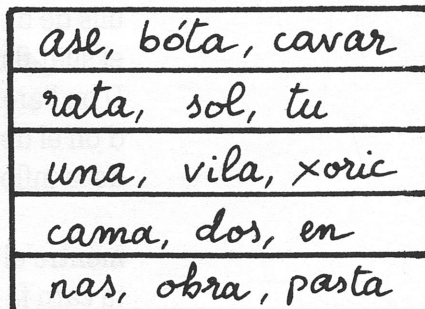 ase, bóta, cavar
rata, sol, tu
una, vila, xoric
cama, dos, en
nas, obra, pasta